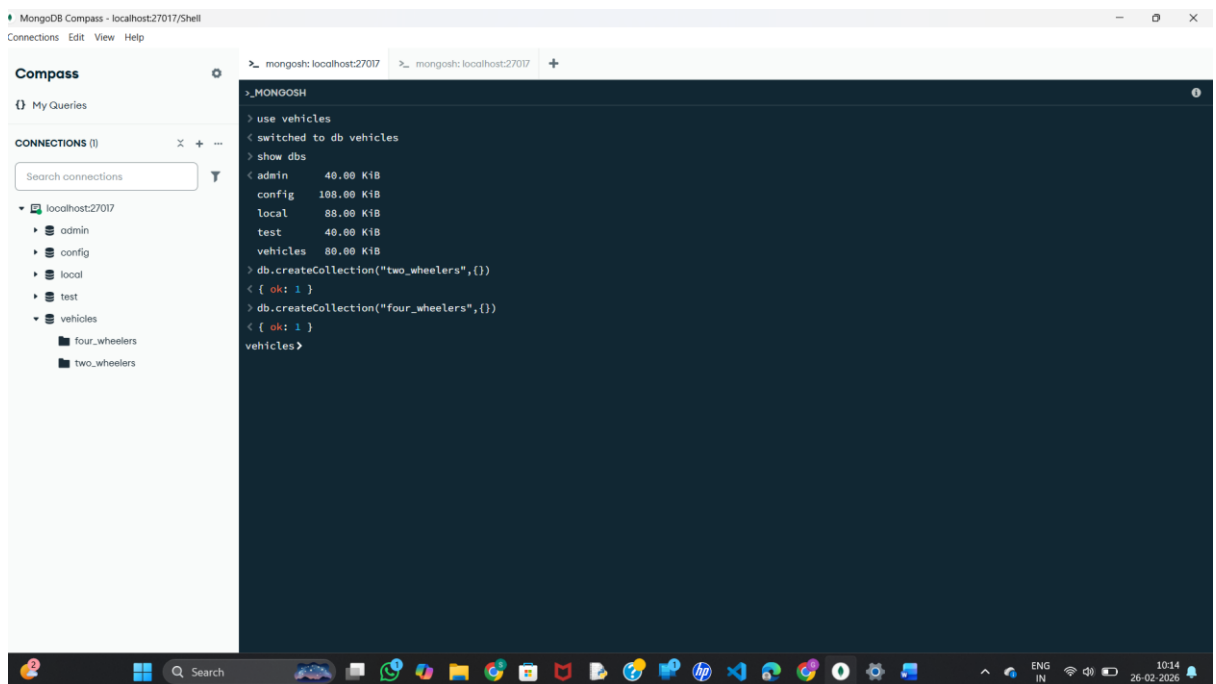 MongoDB Compass - localhost:27017/Shell
Connections Edit View Help
Compass
{} My Queries
CONNECTIONS (1)
Search connections
localhost:27017
admin
config
local
test
vehicles
four_wheelers
two_wheelers
>_ mongosh: localhost:27017 >_ mongosh: localhost:27017 +
>_MONGOSH
> use vehicles
< switched to db vehicles
> show dbs
< admin 40.00 KiB
config 108.00 KiB
local 88.00 KiB
test 40.00 KiB
vehicles 80.00 KiB
> db.createCollection("two_wheelers",{})
< { ok: 1 }
> db.createCollection("four_wheelers",{})
< { ok: 1 }
vehicles>
2
Search
1
1
hp
ENG
IN
10:14
26-02-2026